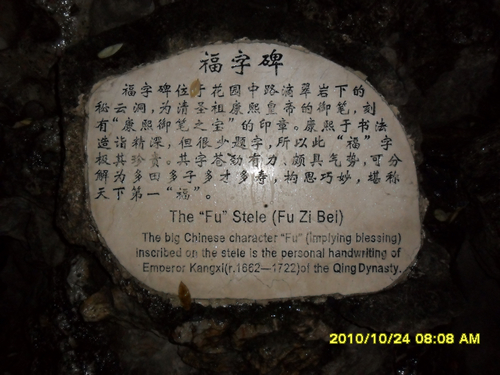 福字碑
福字碑位于花园中路滴翠岩下的
秘云洞，为清圣祖康熙皇帝的御笔，刻
有“康熙御笔之宝”的印章。康熙于书法
造诣精深，但很少题字，所以此“福”字
极其珍贵。其字苍劲有力，颇具气势，可分
解为多田多子多才多寿，构思巧妙，堪称
天下第一“福”。
The "Fu" Stele (Fu Zi Bei)
The big Chinese character "Fu" (implying blessing)
inscribed on the stele is the personal handwriting of
Emperor Kangxi(r.1662—1722)of the Qing Dynasty.
2010/10/24 08:08 AM